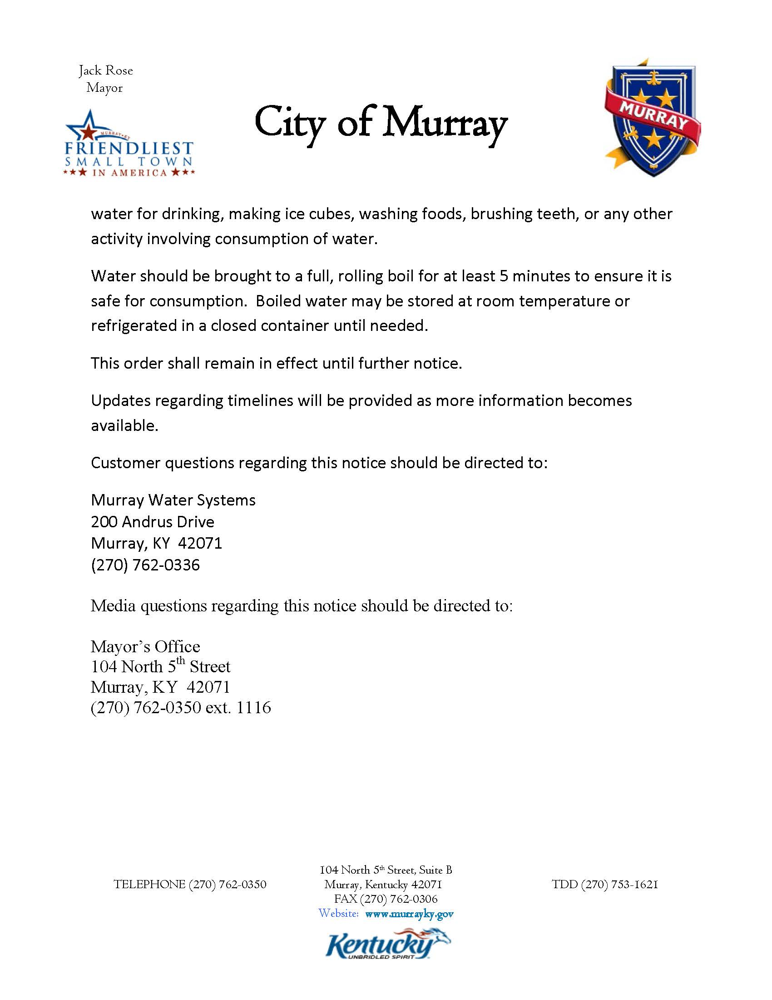 Jack Rose
Mayor
City of Murray
MURRAY
MURRAY•KY
FRIENDLIEST
SMALL TOWN
IN AMERICA
water for drinking, making ice cubes, washing foods, brushing teeth, or any other
activity involving consumption of water.
Water should be brought to a full, rolling boil for at least 5 minutes to ensure it is
safe for consumption.  Boiled water may be stored at room temperature or
refrigerated in a closed container until needed.
This order shall remain in effect until further notice.
Updates regarding timelines will be provided as more information becomes
available.
Customer questions regarding this notice should be directed to:
Murray Water Systems
200 Andrus Drive
Murray, KY  42071
(270) 762-0336
Media questions regarding this notice should be directed to:
Mayor’s Office
104 North 5th Street
Murray, KY  42071
(270) 762-0350 ext. 1116
104 North 5th Street, Suite B
TELEPHONE (270) 762-0350 Murray, Kentucky 42071 TDD (270) 753-1621
FAX (270) 762-0306
Website:  www.murrayky.gov
Kentucky
UNBRIDLED SPIRIT